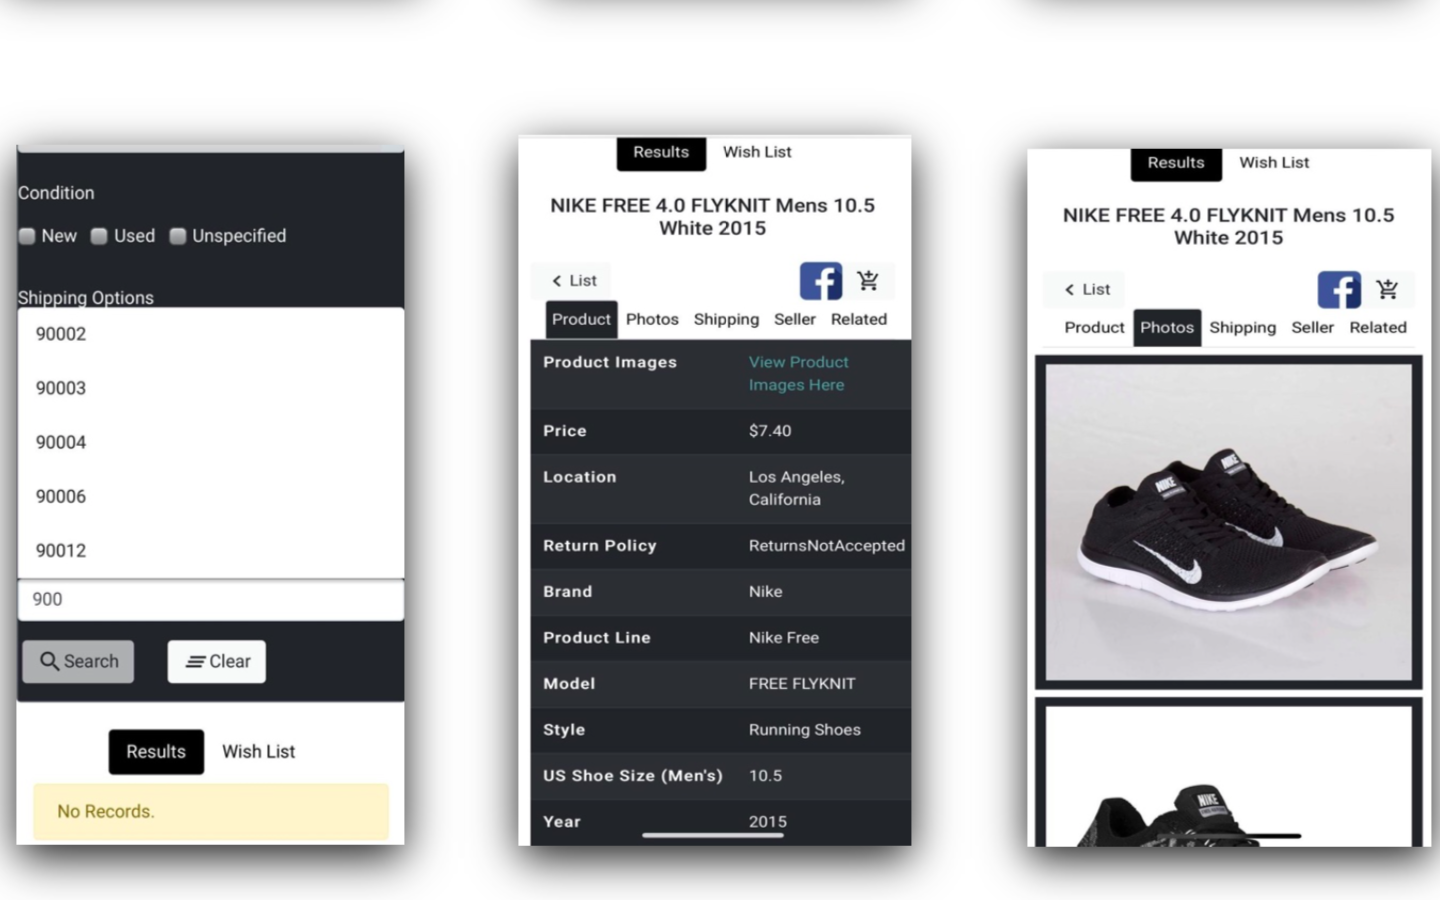 Condition
New Used Unspecified
Shipping Options
90002
90003
90004
90006
90012
900
Search Clear
Results Wish List
No Records.
Results Wish List
NIKE FREE 4.0 FLYKNIT Mens 10.5
White 2015
List
Product Photos Shipping Seller Related
Product Images View Product
Images Here
Price $7.40
Location Los Angeles,
California
Return Policy ReturnsNotAccepted
Brand Nike
Product Line Nike Free
Model FREE FLYKNIT
Style Running Shoes
US Shoe Size (Men's) 10.5
Year 2015
Results Wish List
NIKE FREE 4.0 FLYKNIT Mens 10.5
White 2015
List
Product Photos Shipping Seller Related
NIKE
NIKE
NIKE